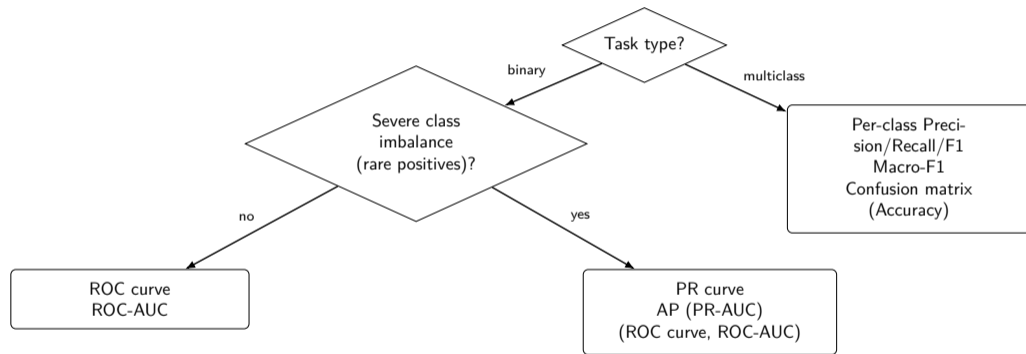 Task type?
binary
multiclass
Severe class
imbalance
(rare positives)?
Per-class Preci-
sion/Recall/F1
Macro-F1
Confusion matrix
(Accuracy)
no
yes
ROC curve
ROC-AUC
PR curve
AP (PR-AUC)
(ROC curve, ROC-AUC)